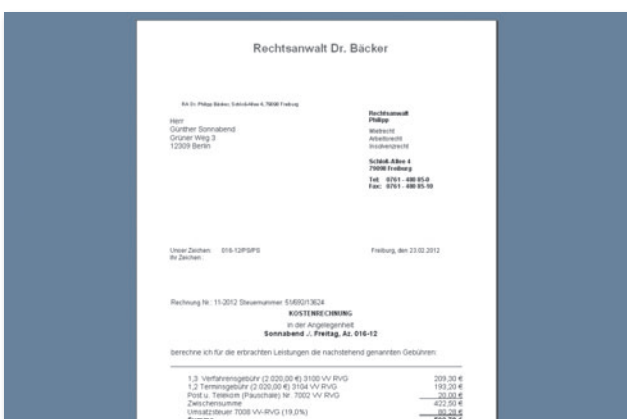 Rechtsanwalt Dr. Bäcker
RA Dr. Philipp Bäcker, Schloß-Allee 4, 79098 Freiburg
Herr
Günther Sonnabend
Grüner Weg 3
12009 Berlin
Rechtsanwalt
Philipp
Mietrecht
Arbeitsrecht
Insolvenzrecht
Schloß-Allee 4
79098 Freiburg
Tel: 0761 - 488 85-0
Fax: 0761 - 488 85-10
Unser Zeichen: 016-12/PS/PS
Ihr Zeichen:
Freiburg, den 23.02.2012
Rechnung Nr.: 11-2012 Steuernummer 51/692/13624
KOSTENRECHNUNG
in der Angelegenheit
Sonnabend ./. Freitag, Az. 016-12
berechne ich für die erbrachten Leistungen die nachstehend genannten Gebühren:
1,3 Verfahrensgebühr (2.020,00 €) 3100 VV RVG 209,30 €
1,2 Terminsgebühr (2.020,00 €) 3104 VV RVG 193,20 €
Post u. Telekom (Pauschale) Nr. 7002 VV RVG 20,00 €
Zwischensumme 422,50 €
Umsatzsteuer 7008 VV-RVG (19,0%) 80,28 €